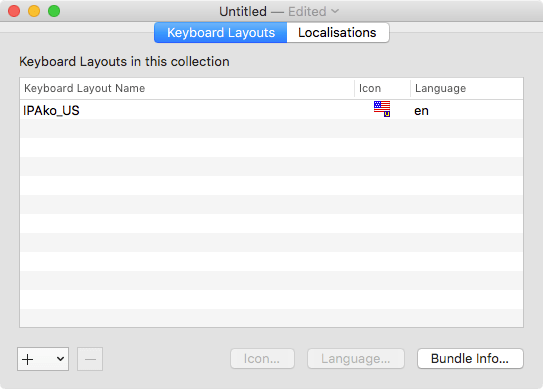 Untitled — Edited
Keyboard Layouts Localisations
Keyboard Layouts in this collection
Keyboard Layout Name Icon Language
IPAko_US en
Icon... Language... Bundle Info...